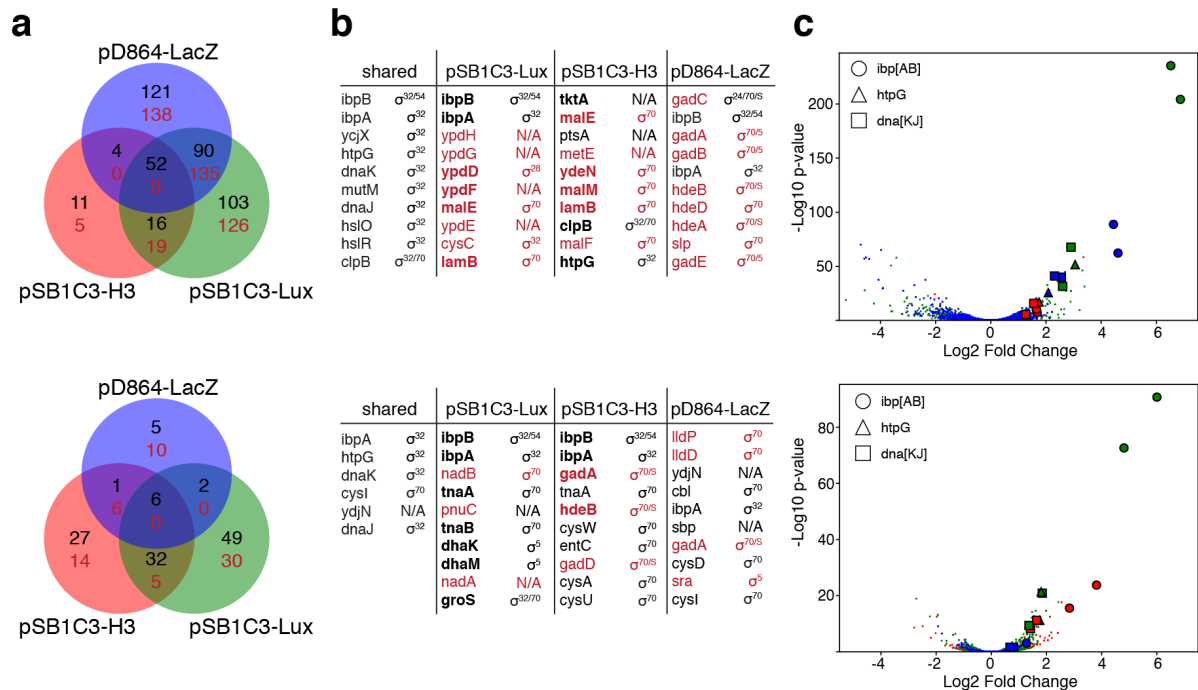 a
b
c
pD864-LacZ
121
138
4
0
52
0
90
135
11
5
16
19
103
126
pSB1C3-H3
pSB1C3-Lux
shared pSB1C3-Lux pSB1C3-H3 pD864-LacZ
ibpB σ32/54 ibpB σ32/54 tktA N/A gadC σ24/70/S
ibpA σ32 ibpA σ32 malE σ70 ibpB σ32/54
ycjX σ32 ypdH N/A ptsA N/A gadA σ70/5
htpG σ32 ypdG N/A metE N/A gadB σ70/5
dnaK σ32 ypdD σ28 ydeN σ70 ibpA σ32
mutM σ32 ypdF N/A malM σ70 hdeB σ70/S
dnaJ σ32 malE σ70 lamB σ70 hdeD σ70/S
hslO σ32 ypdE N/A clpB σ32/70 hdeA σ70/S
hslR σ32 cysC σ32 malF σ70 slp σ70
clpB σ32/70 lamB σ70 htpG σ32 gadE σ70/5
ibp[AB]
htpG
dna[KJ]
-Log10 p-value
200
150
100
50
-4 -2 0 2 4 6
Log2 Fold Change
pD864-LacZ
5
10
1
6
6
0
2
0
27
14
32
5
49
30
pSB1C3-H3
pSB1C3-Lux
shared pSB1C3-Lux pSB1C3-H3 pD864-LacZ
ibpA σ32 ibpB σ32/54 ibpB σ32/54 lldP σ70
htpG σ32 ibpA σ32 ibpA σ32 lldD σ70
dnaK σ32 nadB σ70 gadA σ70/S ydjN N/A
cysI σ70 tnaA σ70 tnaA σ70 cbl σ70
ydjN N/A pnuC N/A hdeB σ70/S ibpA σ32
dnaJ σ32 tnaB σ70 cysW σ70 sbp N/A
dhaK σ5 entC σ70 gadA σ70/S
dhaM σ5 gadD σ70/S cysD σ70
nadA N/A cysA σ70 sra σ5
groS σ32/70 cysU σ70 cysI σ70
ibp[AB]
htpG
dna[KJ]
-Log10 p-value
80
60
40
20
-4 -2 0 2 4 6
Log2 Fold Change